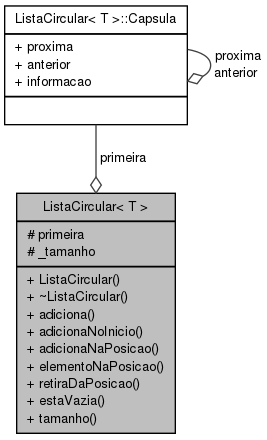 ListaCircular< T >::Capsula
+ proxima
+ anterior
+ informacao
proxima
anterior
primeira
ListaCircular< T >
# primeira
# _tamanho
+ ListaCircular()
+ ~ListaCircular()
+ adiciona()
+ adicionaNoInicio()
+ adicionaNaPosicao()
+ elementoNaPosicao()
+ retiraDaPosicao()
+ estaVazia()
+ tamanho()